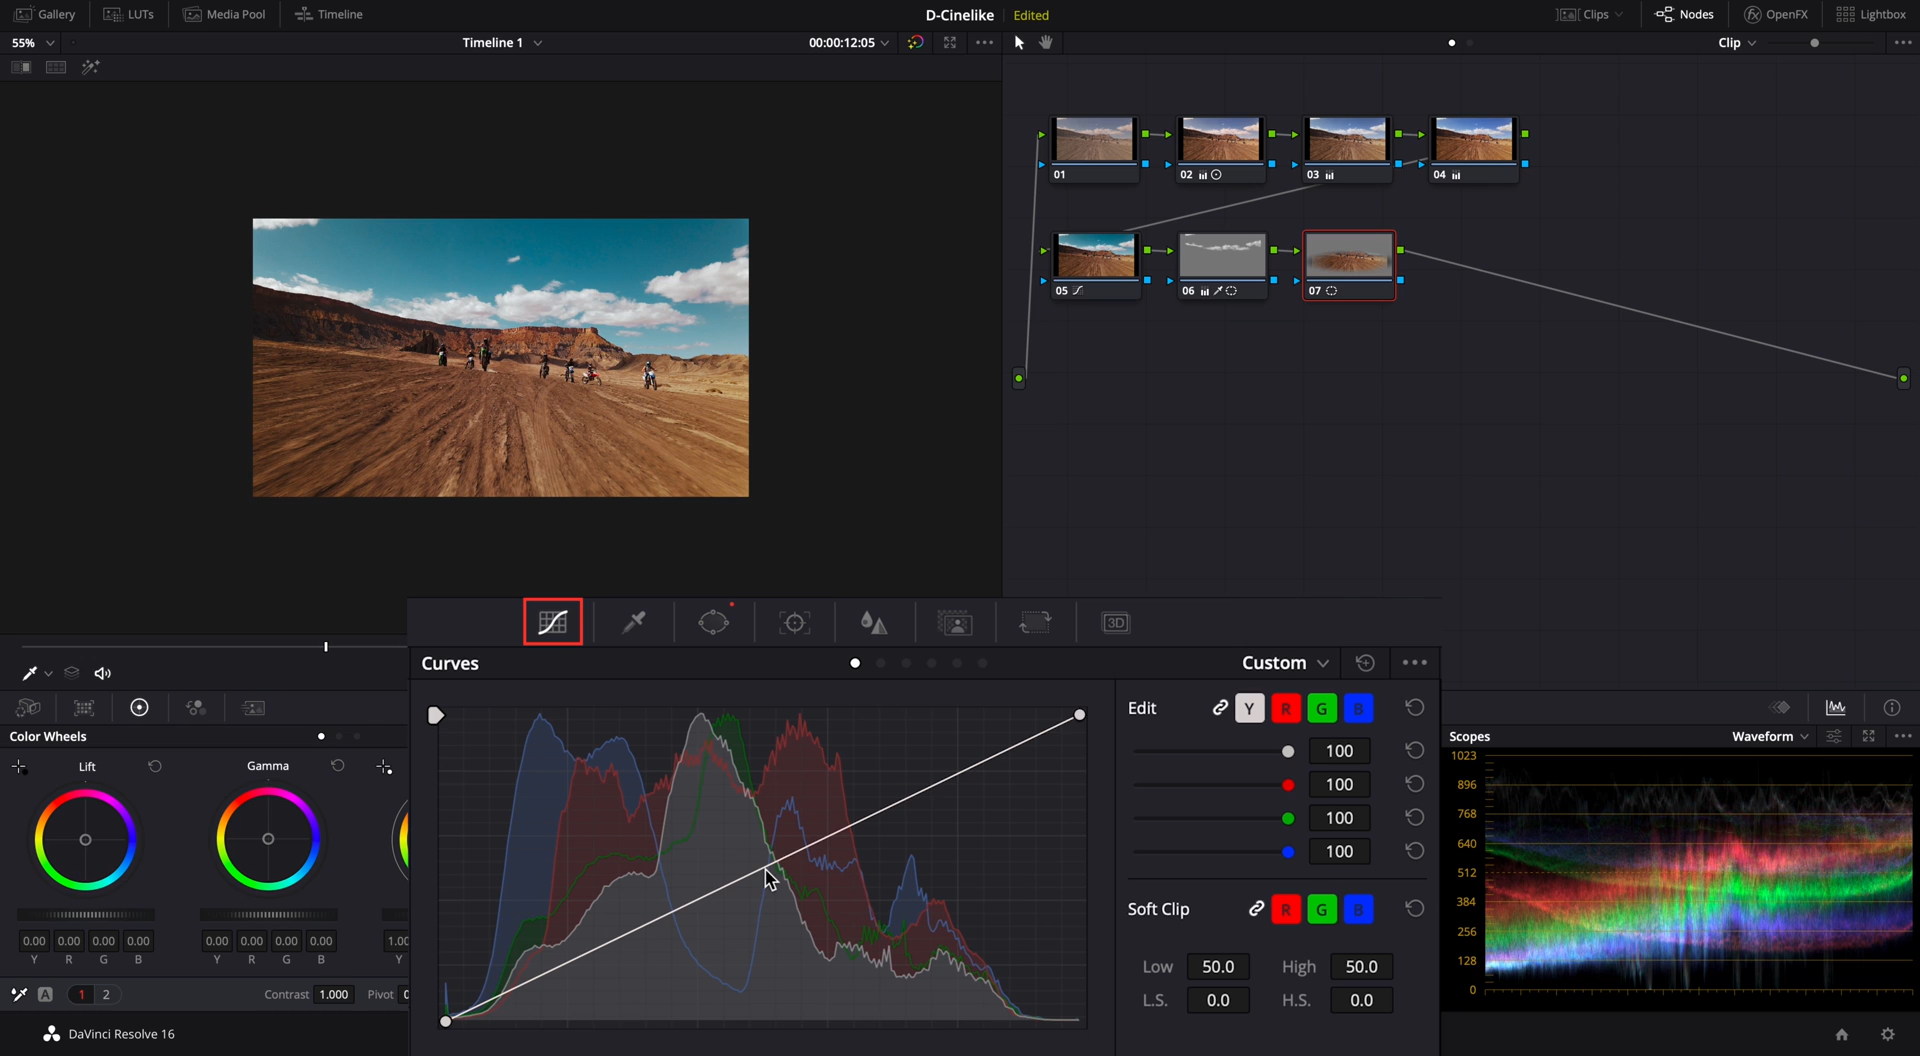 Gallery LUTs Media Pool Timeline D-Cinelike Edited Clips Nodes fx OpenFX Lightbox
55% Timeline 1 00:00:12:05 Clip
01 02 03 04
05 06 07
3D
Curves Custom
Edit Y R G B
100
100
100
100
Soft Clip R G B
Low 50.0 High 50.0
L.S. 0.0 H.S. 0.0
Color Wheels
Lift Gamma
0.00 0.00 0.00 0.00 0.00 0.00 0.00 0.00 1.00
Y R G B Y R G B Y
A 1 2 Contrast 1.000 Pivot
DaVinci Resolve 16
Scopes Waveform
1023
896
768
640
512
384
256
128
0